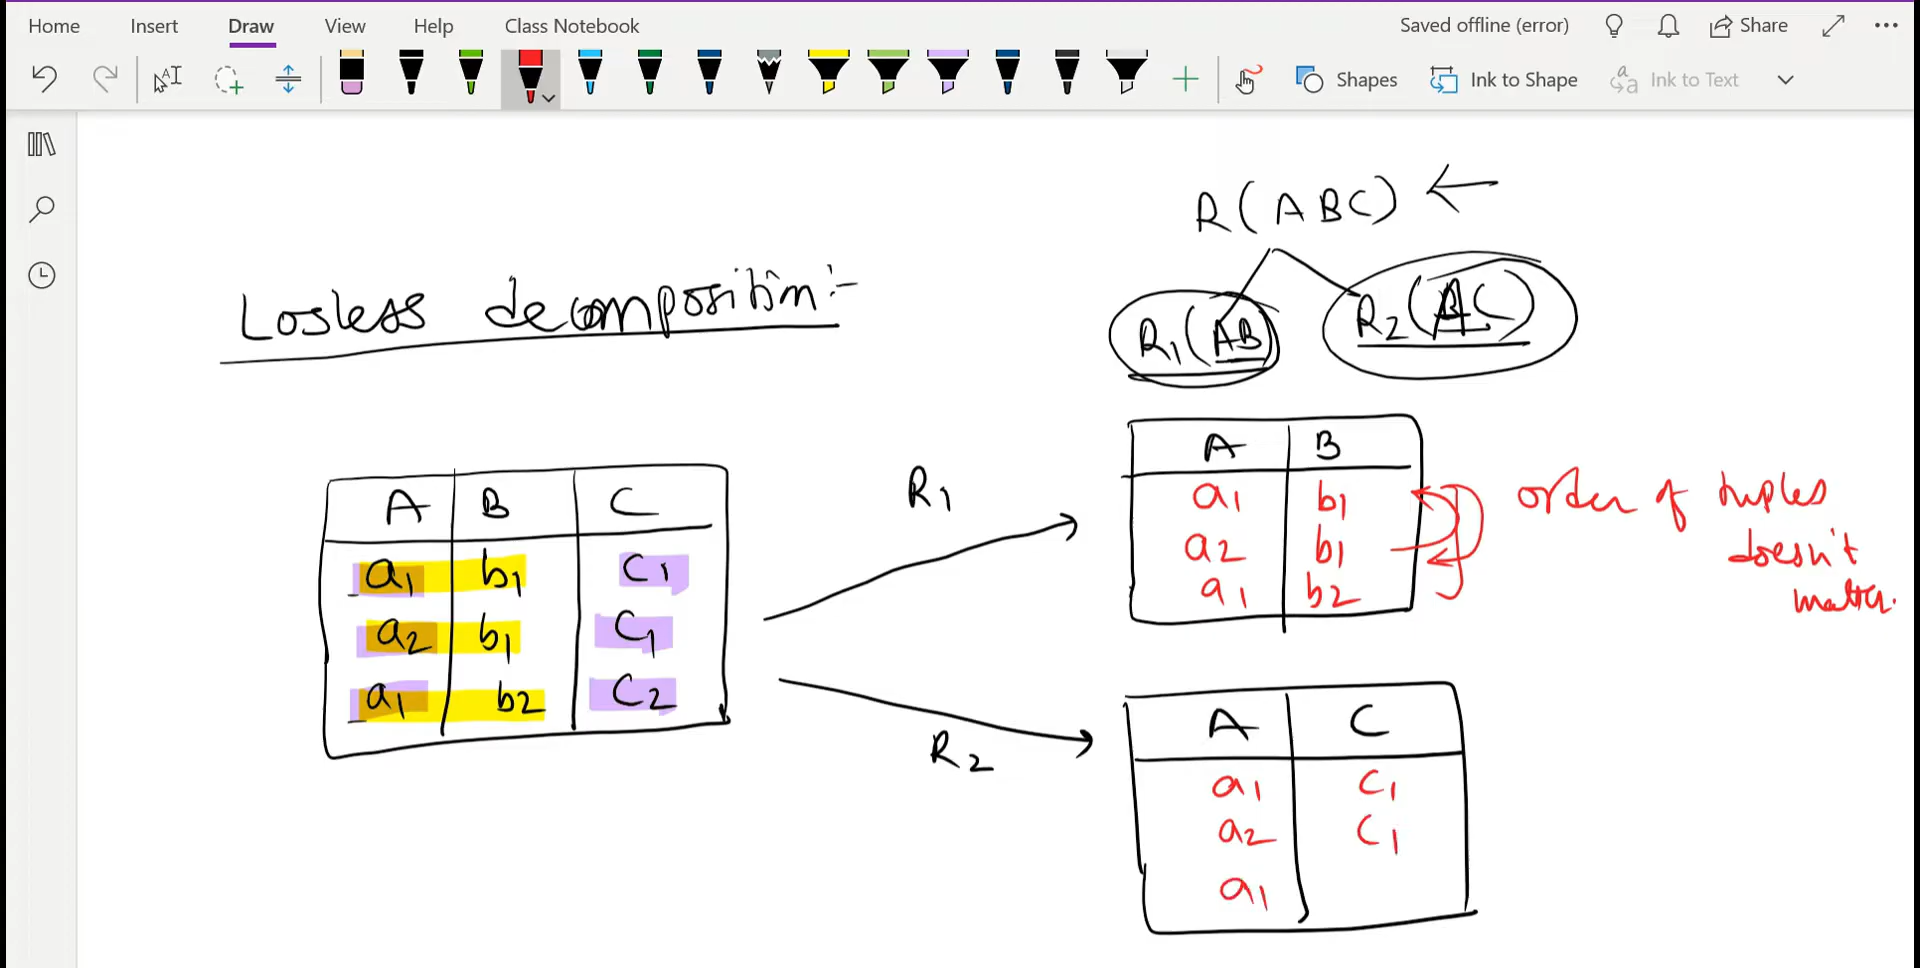 Home Insert Draw View Help Class Notebook Saved offline (error) Share
Shapes Ink to Shape Ink to Text
R(ABC) ←
Losless decomposition:-
R1(AB) R2(AC)
A B
A B C
R1
a1 b1
a2 b1
a1 b2
order of tuples
doesn't
matter.
a1 b1 c1
a2 b1 c1
a1 b2 c2
R2
A C
a1 c1
a2 c1
a1